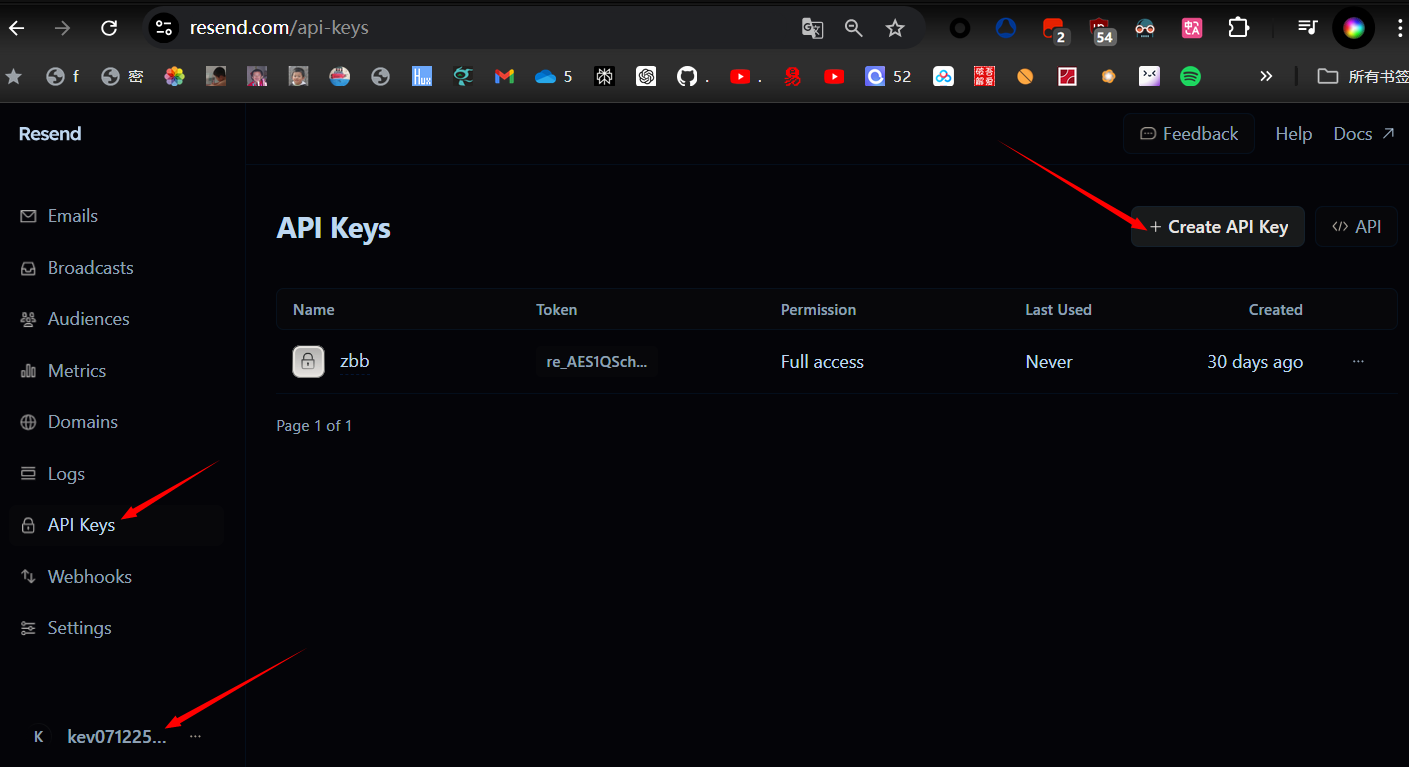 resend.com/api-keys
2
54
f
密
5
.
.
52
所有书签
Resend
Feedback
Help
Docs
Emails
Broadcasts
Audiences
Metrics
Domains
Logs
API Keys
Webhooks
Settings
K
kev071225...
API Keys
+ Create API Key
API
Name Token Permission Last Used Created
zbb re_AES1QSch... Full access Never 30 days ago
Page 1 of 1